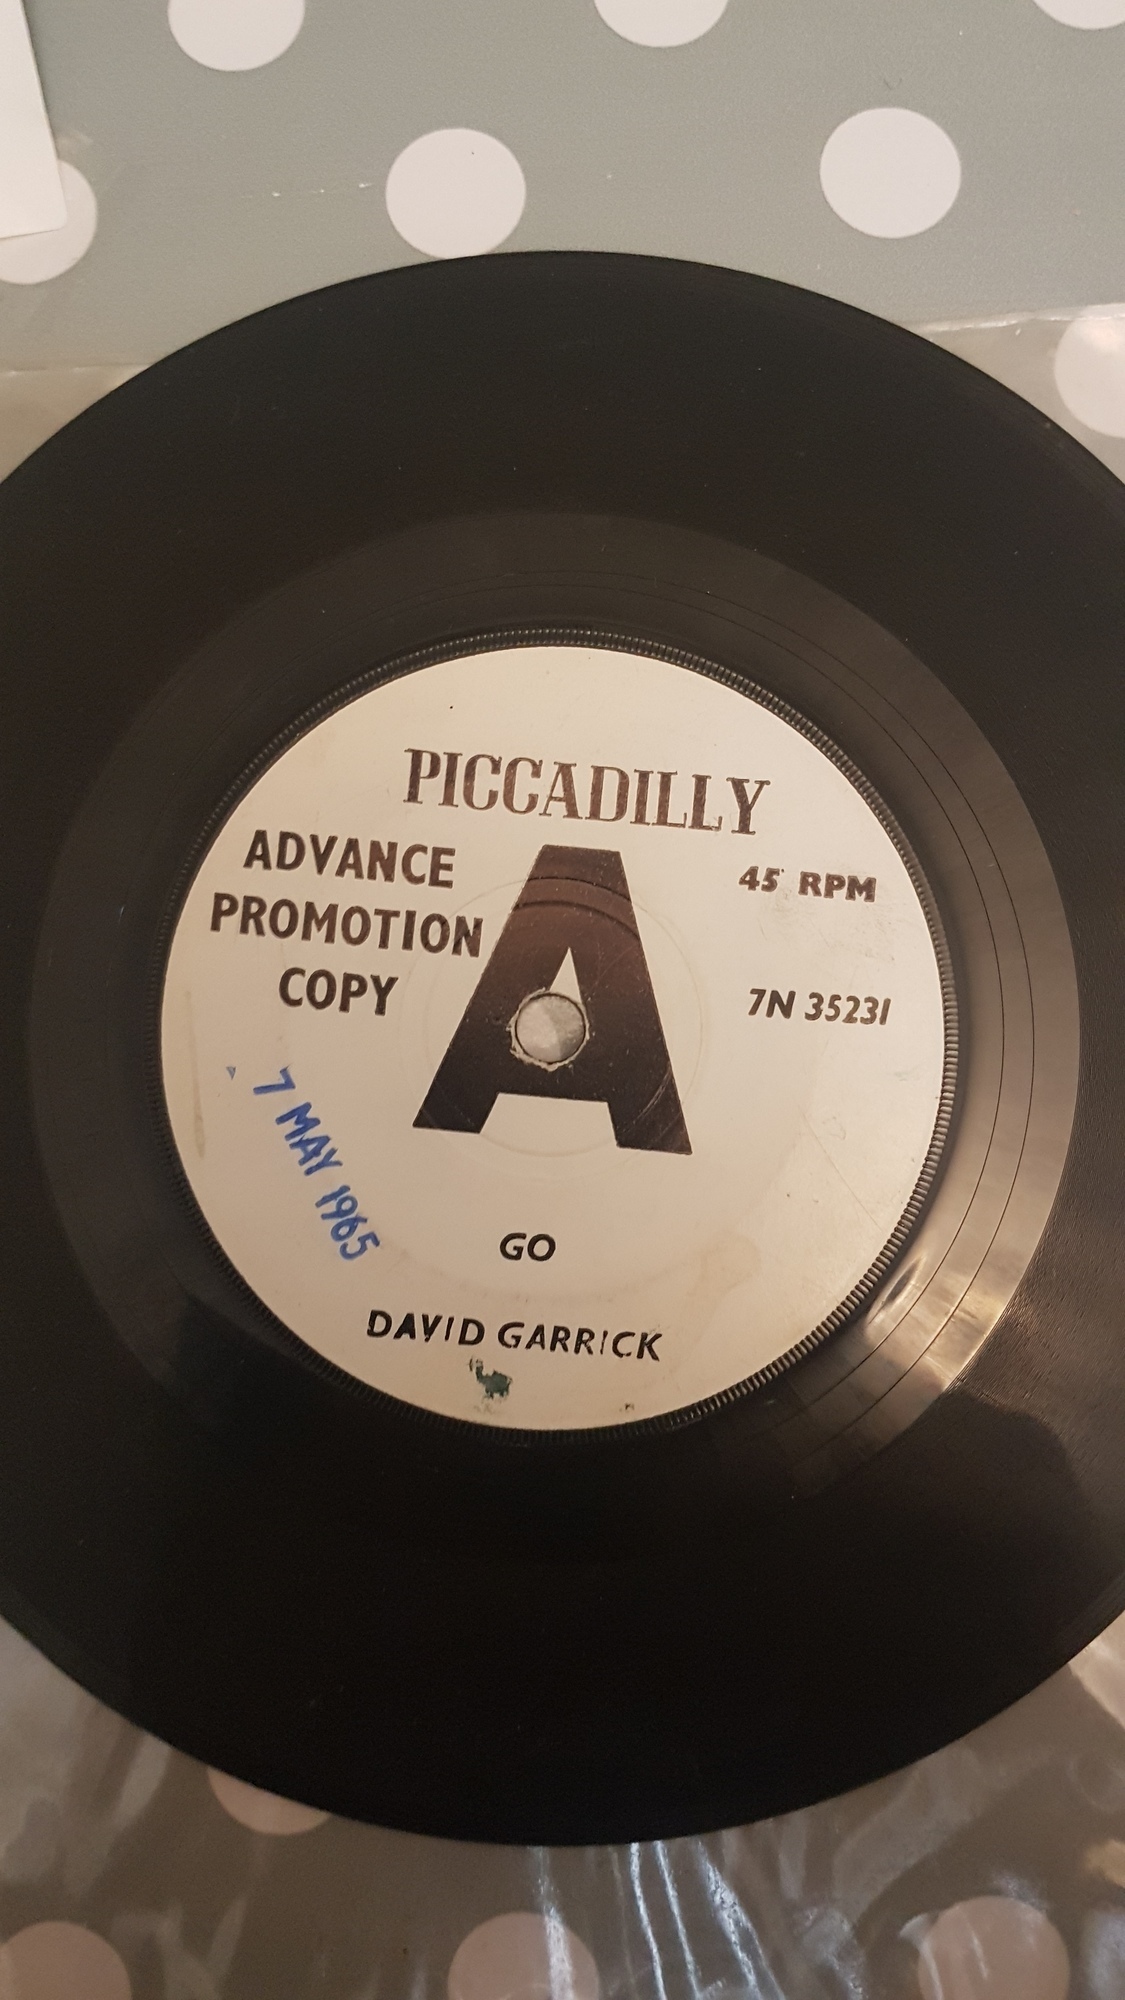 PICCADILLY
ADVANCE
PROMOTION
COPY
A
45 RPM
7N 35231
7 MAY 1965
GO
DAVID GARRICK